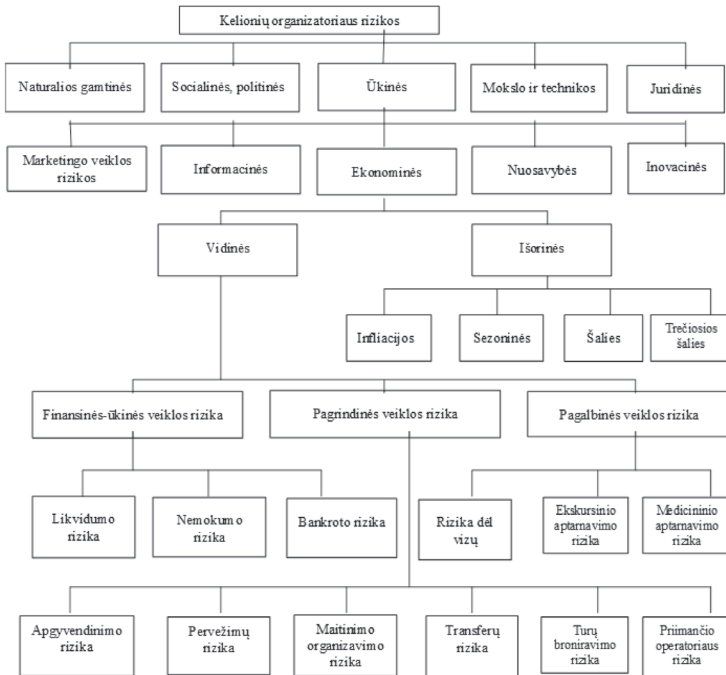 Kelionių organizatoriaus rizikos
Naturalios gamtinės
Socialinės, politinės
Ūkinės
Mokslo ir technikos
Juridinės
Marketingo veiklos
rizikos
Informacinės
Ekonominės
Nuosavybės
Inovacinės
Vidinės
Išorinės
Infliacijos
Sezoninės
Šalies
Trečiosios
šalies
Finansinės-ūkinės veiklos rizika
Pagrindinės veiklos rizika
Pagalbinės veiklos rizika
Likvidumo
rizika
Nemokumo
rizika
Bankroto rizika
Rizika dėl
vizų
Ekskursinio
aptarnavimo
rizika
Medicininio
aptarnavimo
rizika
Apgyvendinimo
rizika
Pervežimų
rizika
Maitinimo
organizavimo
rizika
Transferų
rizika
Turų
broniravimo
rizika
Priimančio
operatoriaus
rizika